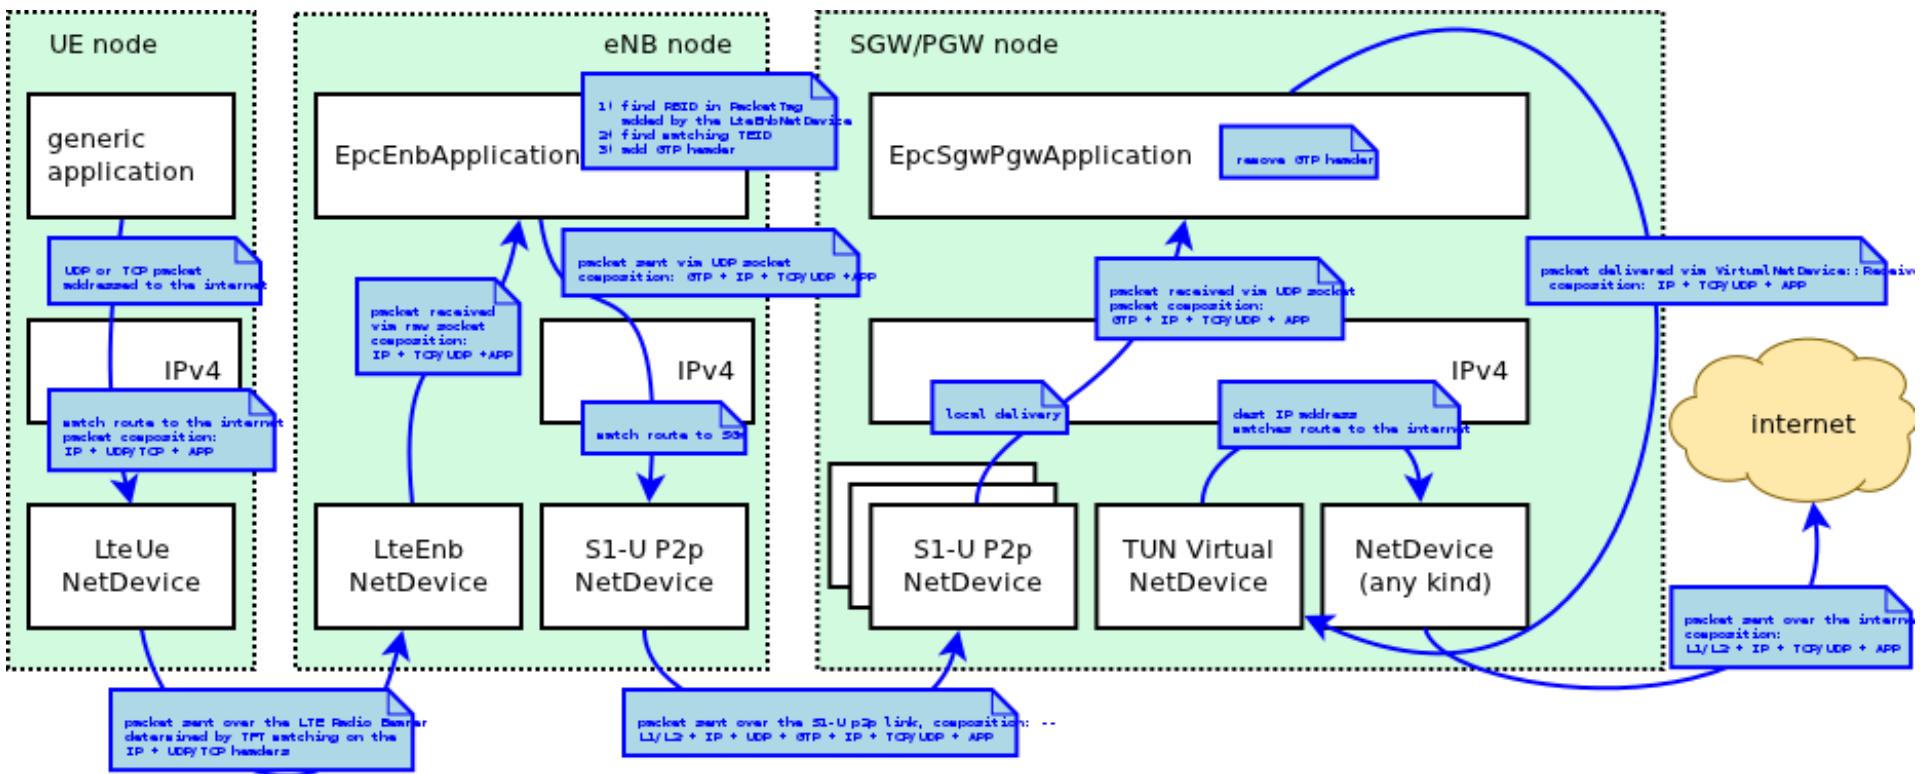 UE node
generic
application
UDP or TCP packet
addressed to the internet
IPv4
match route to the internet
packet composition:
IP + UDP/TCP + APP
LteUe
NetDevice
packet sent over the LTE Radio Bearer
determined by TFT matching on the
IP + UDP/TCP headers
eNB node
EpcEnbApplication
1) find RBID in PacketTag
added by the LteEnbNetDevice
2) find matching TEID
3) add GTP header
packet received
via raw socket
composition:
IP + TCP/UDP +APP
packet sent via UDP socket
composition: GTP + IP + TCP/UDP +APP
IPv4
match route to SGW
LteEnb
NetDevice
S1-U P2p
NetDevice
packet sent over the S1-U p2p link, composition: --
L1/L2 + IP + UDP + GTP + IP + TCP/UDP + APP
SGW/PGW node
EpcSgwPgwApplication
remove GTP header
packet received via UDP socket
packet composition:
GTP + IP + TCP/UDP + APP
IPv4
local delivery
dest IP address
matches route to the internet
S1-U P2p
NetDevice
TUN Virtual
NetDevice
NetDevice
(any kind)
packet delivered via VirtualNetDevice::Receiv
composition: IP + TCP/UDP + APP
internet
packet sent over the intern
composition:
L1/L2 + IP + TCP/UDP + APP